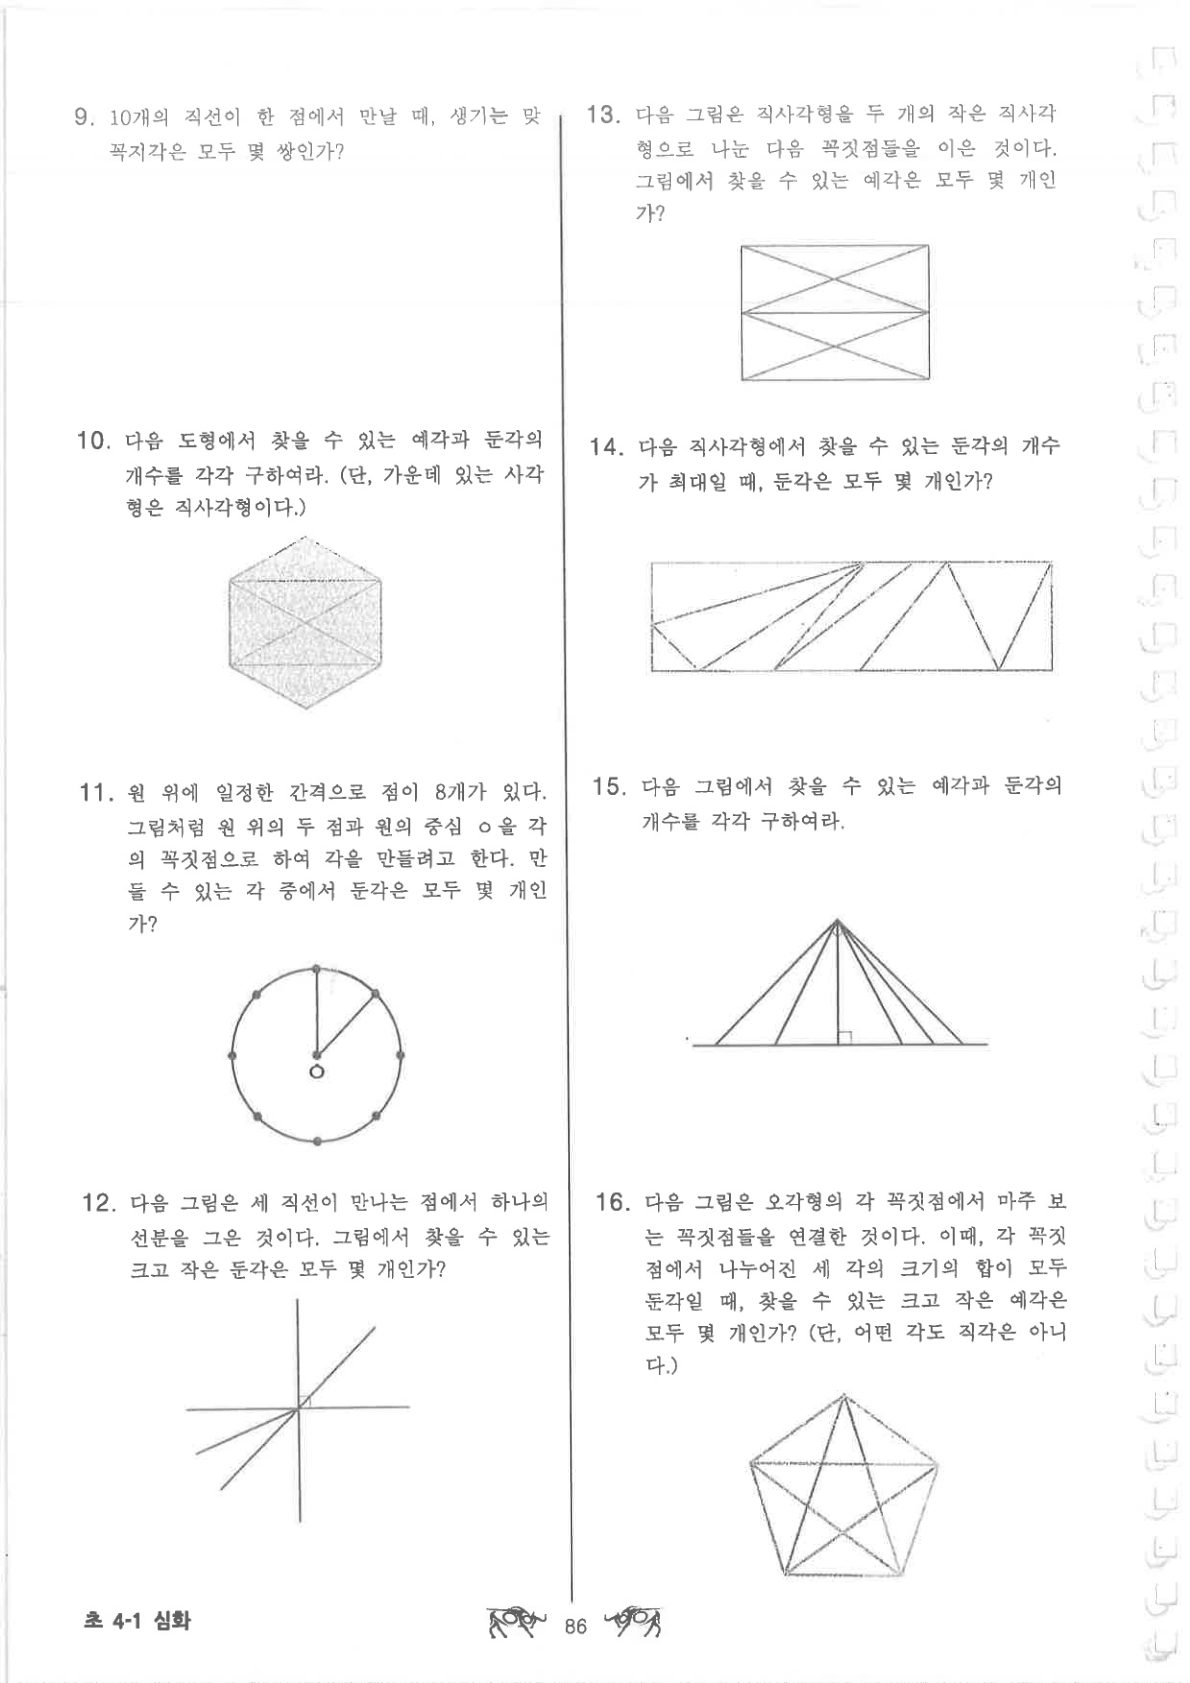 9. 10개의 직선이 한 점에서 만날 때, 생기는 맞
꼭지각은 모두 몇 쌍인가?
10. 다음 도형에서 찾을 수 있는 예각과 둔각의
개수를 각각 구하여라. (단, 가운데 있는 사각
형은 직사각형이다.)
11. 원 위에 일정한 간격으로 점이 8개가 있다.
그림처럼 원 위의 두 점과 원의 중심 ㅇ을 각
의 꼭짓점으로 하여 각을 만들려고 한다. 만
들 수 있는 각 중에서 둔각은 모두 몇 개인
가?
ㅇ
12. 다음 그림은 세 직선이 만나는 점에서 하나의
선분을 그은 것이다. 그림에서 찾을 수 있는
크고 작은 둔각은 모두 몇 개인가?
13. 다음 그림은 직사각형을 두 개의 작은 직사각
형으로 나눈 다음 꼭짓점들을 이은 것이다.
그림에서 찾을 수 있는 예각은 모두 몇 개인
가?
14. 다음 직사각형에서 찾을 수 있는 둔각의 개수
가 최대일 때, 둔각은 모두 몇 개인가?
15. 다음 그림에서 찾을 수 있는 예각과 둔각의
개수를 각각 구하여라.
16. 다음 그림은 오각형의 각 꼭짓점에서 마주 보
는 꼭짓점들을 연결한 것이다. 이때, 각 꼭짓
점에서 나누어진 세 각의 크기의 합이 모두
둔각일 때, 찾을 수 있는 크고 작은 예각은
모두 몇 개인가? (단, 어떤 각도 직각은 아니
다.)
초 4-1 심화
86